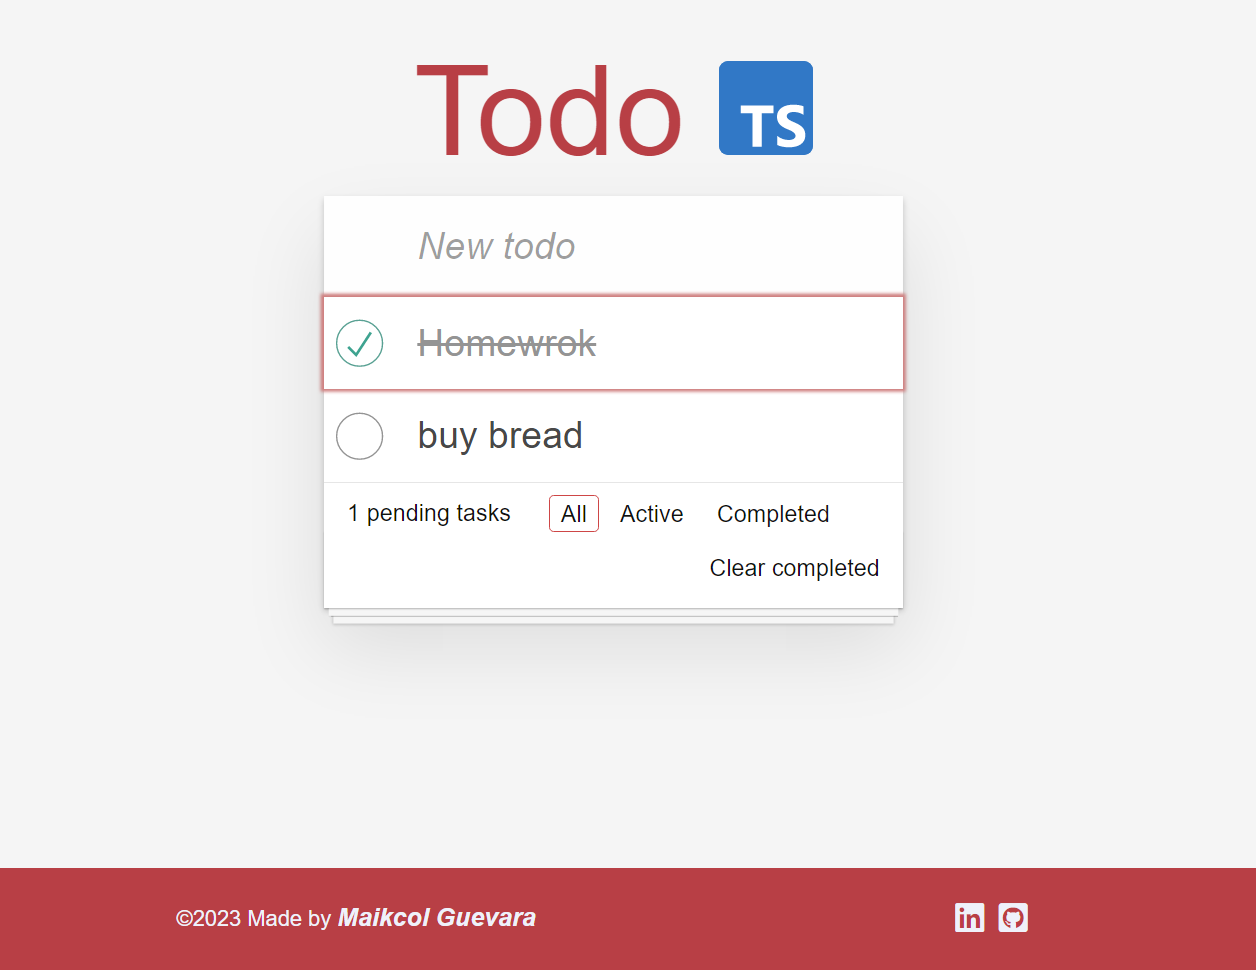 Todo TS
New todo
Homewrok
buy bread
1 pending tasks All Active Completed
Clear completed
©2023 Made by Maikcol Guevara in